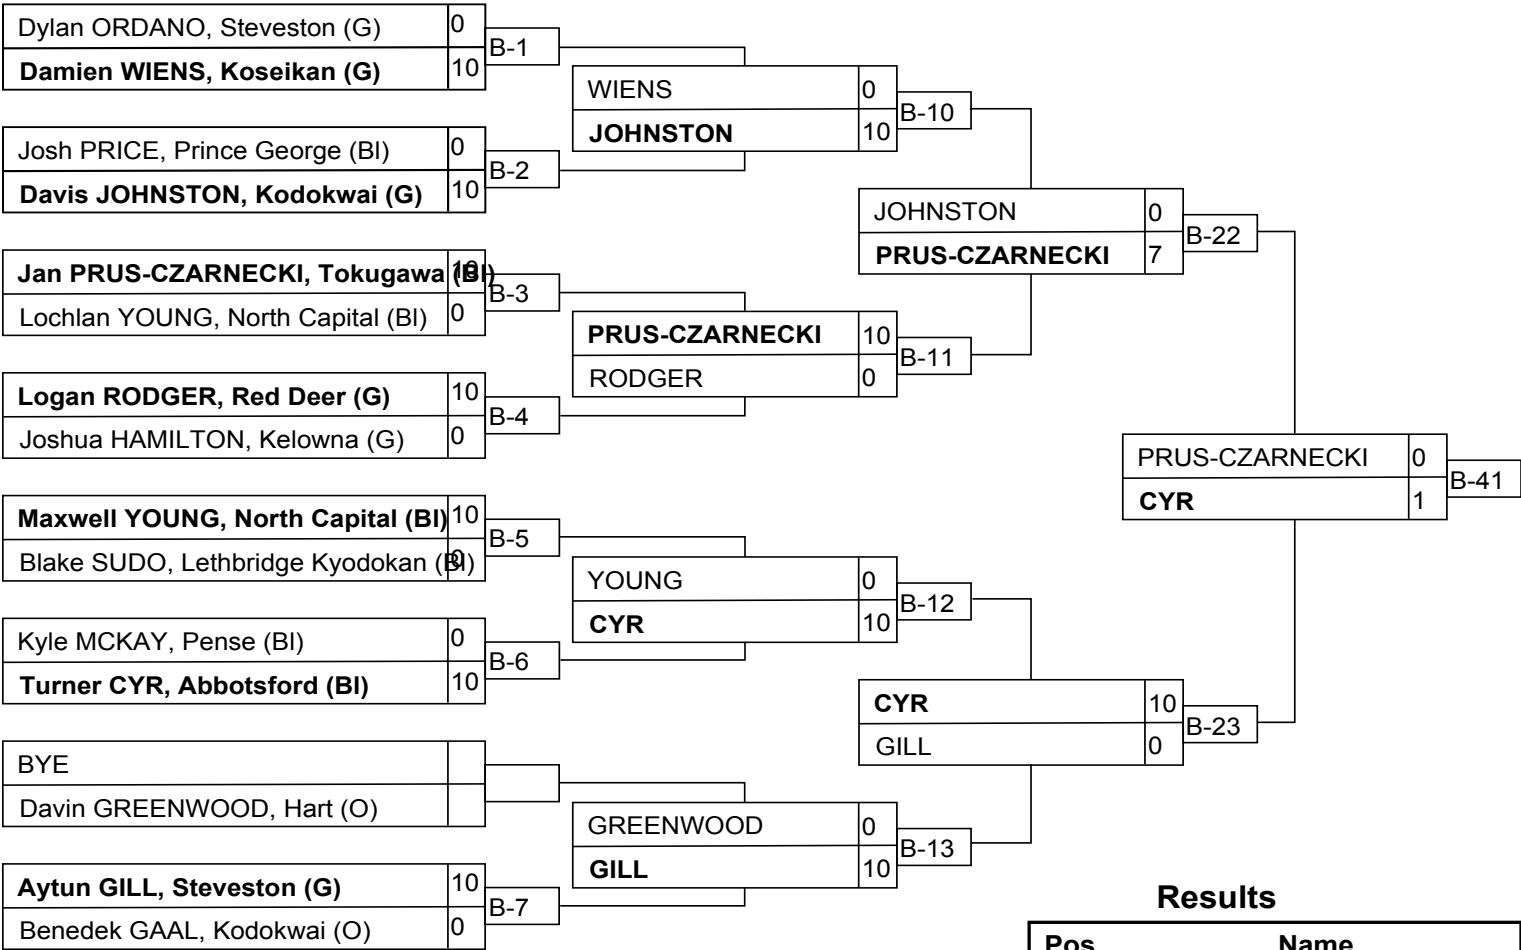 Dylan ORDANO, Steveston (G) 0
B-1
Damien WIENS, Koseikan (G) 10
WIENS 0
B-10
JOHNSTON 10
Josh PRICE, Prince George (Bl) 0
B-2
Davis JOHNSTON, Kodokwai (G) 10
JOHNSTON 0
B-22
PRUS-CZARNECKI 7
Jan PRUS-CZARNECKI, Tokugawa (Bl) 10
B-3
Lochlan YOUNG, North Capital (Bl) 0
PRUS-CZARNECKI 10
B-11
RODGER 0
Logan RODGER, Red Deer (G) 10
B-4
Joshua HAMILTON, Kelowna (G) 0
PRUS-CZARNECKI 0
B-41
CYR 1
Maxwell YOUNG, North Capital (Bl) 10
B-5
Blake SUDO, Lethbridge Kyodokan (Bl) 0
YOUNG 0
B-12
CYR 10
Kyle MCKAY, Pense (Bl) 0
B-6
Turner CYR, Abbotsford (Bl) 10
CYR 10
B-23
GILL 0
BYE
Davin GREENWOOD, Hart (O)
GREENWOOD 0
B-13
GILL 10
Aytun GILL, Steveston (G) 10
B-7
Benedek GAAL, Kodokwai (O) 0
Results
Pos Name